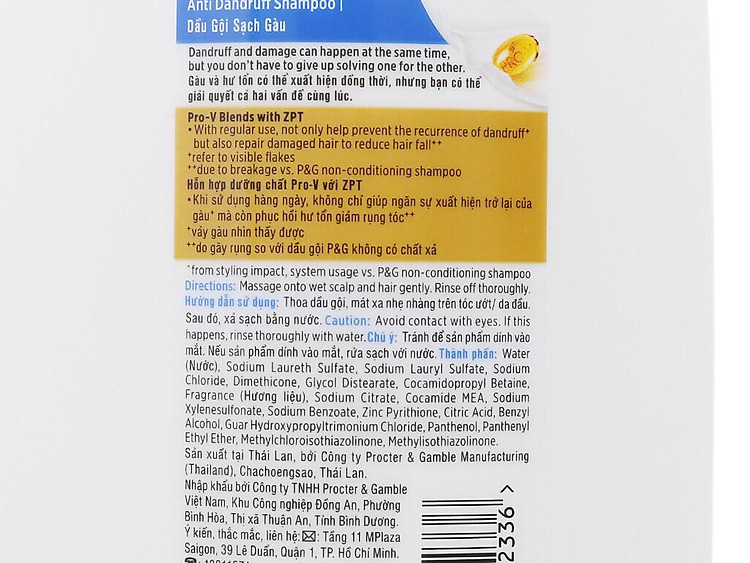 Anti Dandruff Shampoo |
Dầu Gội Sạch Gàu
Dandruff and damage can happen at the same time,
but you don't have to give up solving one for the other.
Gàu và hư tổn có thể xuất hiện đồng thời, nhưng bạn có thể
giải quyết cả hai vấn đề cùng lúc.
Pro-V Blends with ZPT
• With regular use, not only help prevent the recurrence of dandruff⁺
but also repair damaged hair to reduce hair fall⁺⁺
⁺refer to visible flakes
⁺⁺due to breakage vs. P&G non-conditioning shampoo
Hỗn hợp dưỡng chất Pro-V với ZPT
• Khi sử dụng hàng ngày, không chỉ giúp ngăn sự xuất hiện trở lại của
gàu⁺ mà còn phục hồi hư tổn giảm rụng tóc⁺⁺
⁺vảy gàu nhìn thấy được
⁺⁺do gãy rụng so với dầu gội P&G không có chất xả
^from styling impact, system usage vs. P&G non-conditioning shampoo
Directions: Massage onto wet scalp and hair gently. Rinse off thoroughly.
Hướng dẫn sử dụng: Thoa dầu gội, mát xa nhẹ nhàng trên tóc ướt/ da đầu.
Sau đó, xả sạch bằng nước. Caution: Avoid contact with eyes. If this
happens, rinse thoroughly with water. Chú ý: Tránh để sản phẩm dính vào
mắt. Nếu sản phẩm dính vào mắt, rửa sạch với nước. Thành phần: Water
(Nước), Sodium Laureth Sulfate, Sodium Lauryl Sulfate, Sodium
Chloride, Dimethicone, Glycol Distearate, Cocamidopropyl Betaine,
Fragrance (Hương liệu), Sodium Citrate, Cocamide MEA, Sodium
Xylenesulfonate, Sodium Benzoate, Zinc Pyrithione, Citric Acid, Benzyl
Alcohol, Guar Hydroxypropyltrimonium Chloride, Panthenol, Panthenyl
Ethyl Ether, Methylchloroisothiazolinone, Methylisothiazolinone.
Sản xuất tại Thái Lan, bởi Công ty Procter & Gamble Manufacturing
(Thailand), Chachoengsao, Thái Lan.
Nhập khẩu bởi Công ty TNHH Procter & Gamble
Việt Nam, Khu Công nghiệp Đồng An, Phường
Bình Hòa, Thị xã Thuận An, Tỉnh Bình Dương.
Ý kiến, thắc mắc, liên hệ: Tầng 11 MPlaza
Saigon, 39 Lê Duẩn, Quận 1, TP. Hồ Chí Minh.
2336 >